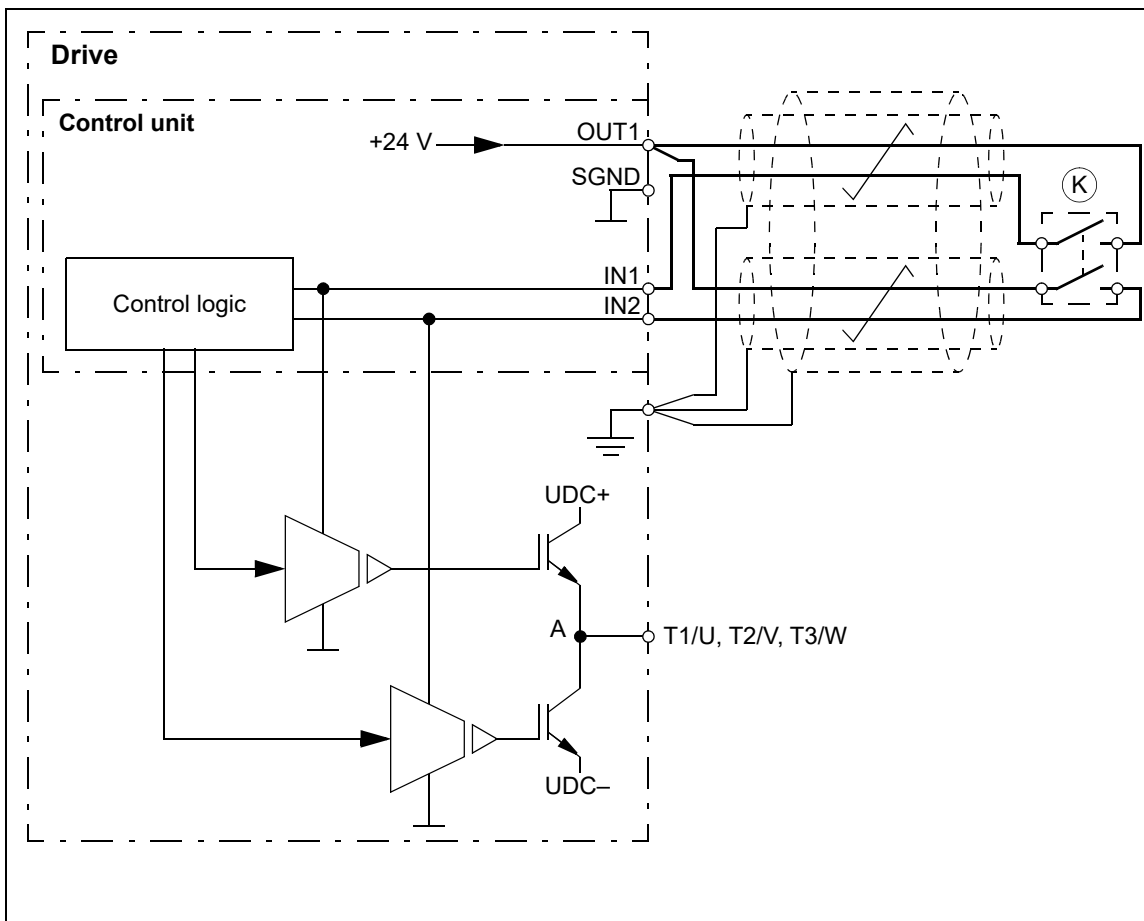 Drive
Control unit
+24 V
OUT1
SGND
K
IN1
IN2
Control logic
UDC+
A
T1/U, T2/V, T3/W
UDC–